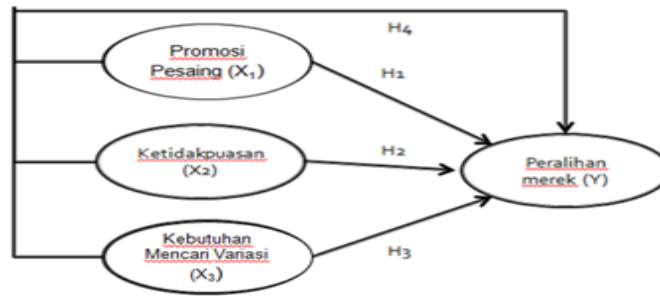 H4
Promosi
Pesaing (X₁)
H1
Ketidakpuasan
(X2)
H2
Peralihan
merek (Y)
Kebutuhan
Mencari Variasi
(X₃)
H3